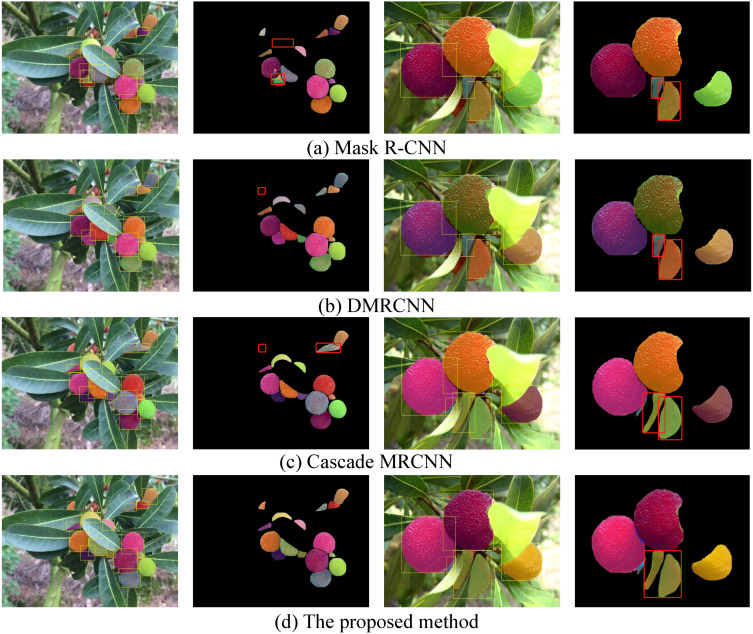 (a) Mask R-CNN
(b) DMRCNN
(c) Cascade MRCNN
(d) The proposed method